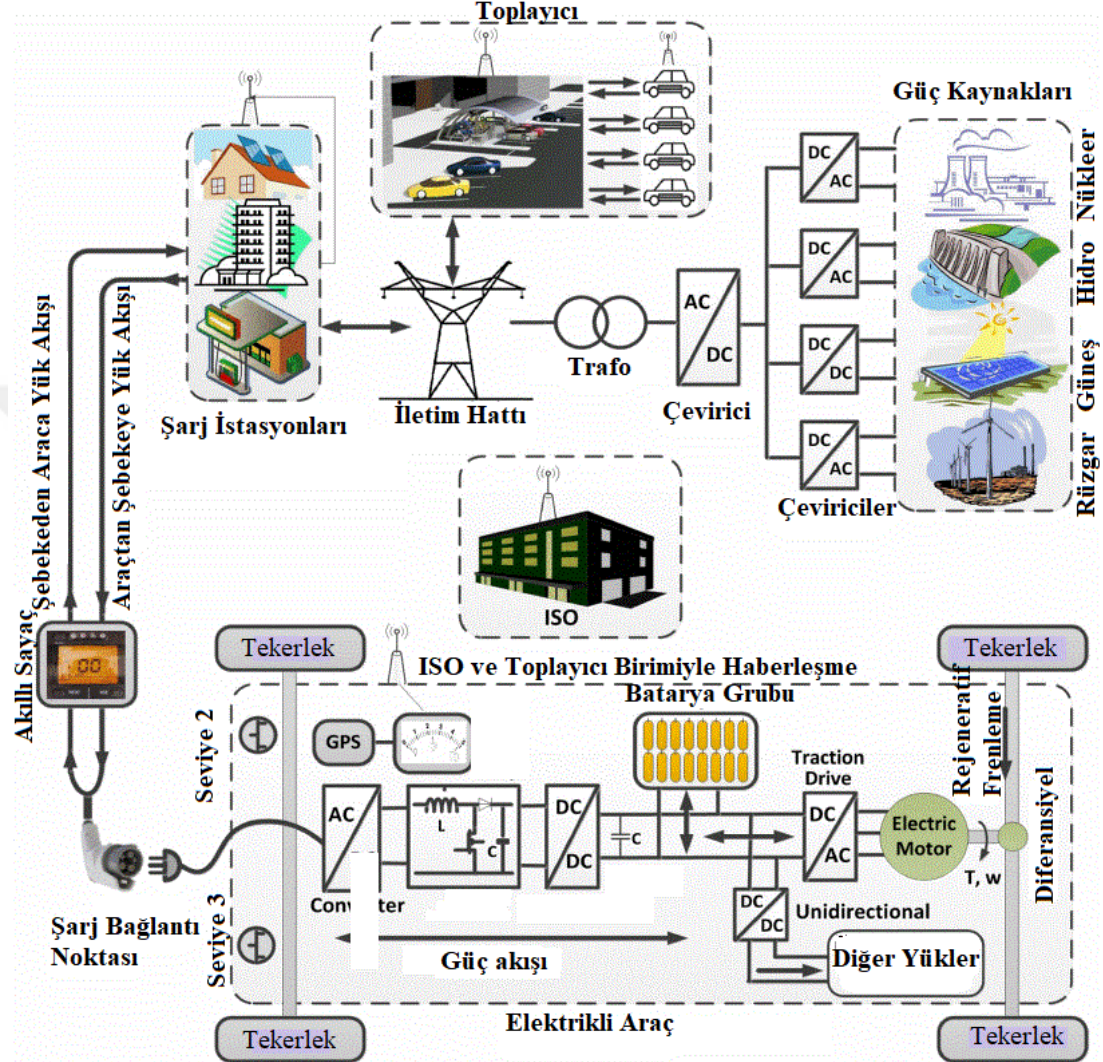 Toplayıcı
Güç Kaynakları
Nükleer
Hidro
Güneş
Rüzgar
DC
AC
DC
AC
DC
AC
DC
AC
Çeviriciler
AC
DC
Çevirici
Trafo
İletim Hattı
Şarj İstasyonları
Şebekeden Araca Yük Akışı
Araçtan Şebekeye Yük Akışı
Akıllı Sayaç
00
ISO
ISO ve Toplayıcı Birimiyle Haberleşme
Tekerlek
Tekerlek
Batarya Grubu
Seviye 2
GPS
Traction
Drive
Rejeneratif
Frenleme
Diferansiyel
AC
DC
L
C
DC
DC
C
DC
AC
Electric
Motor
T, w
Converter
Şarj Bağlantı
Noktası
Seviye 3
Güç akışı
DC
DC
Unidirectional
Diğer Yükler
Tekerlek
Elektrikli Araç
Tekerlek